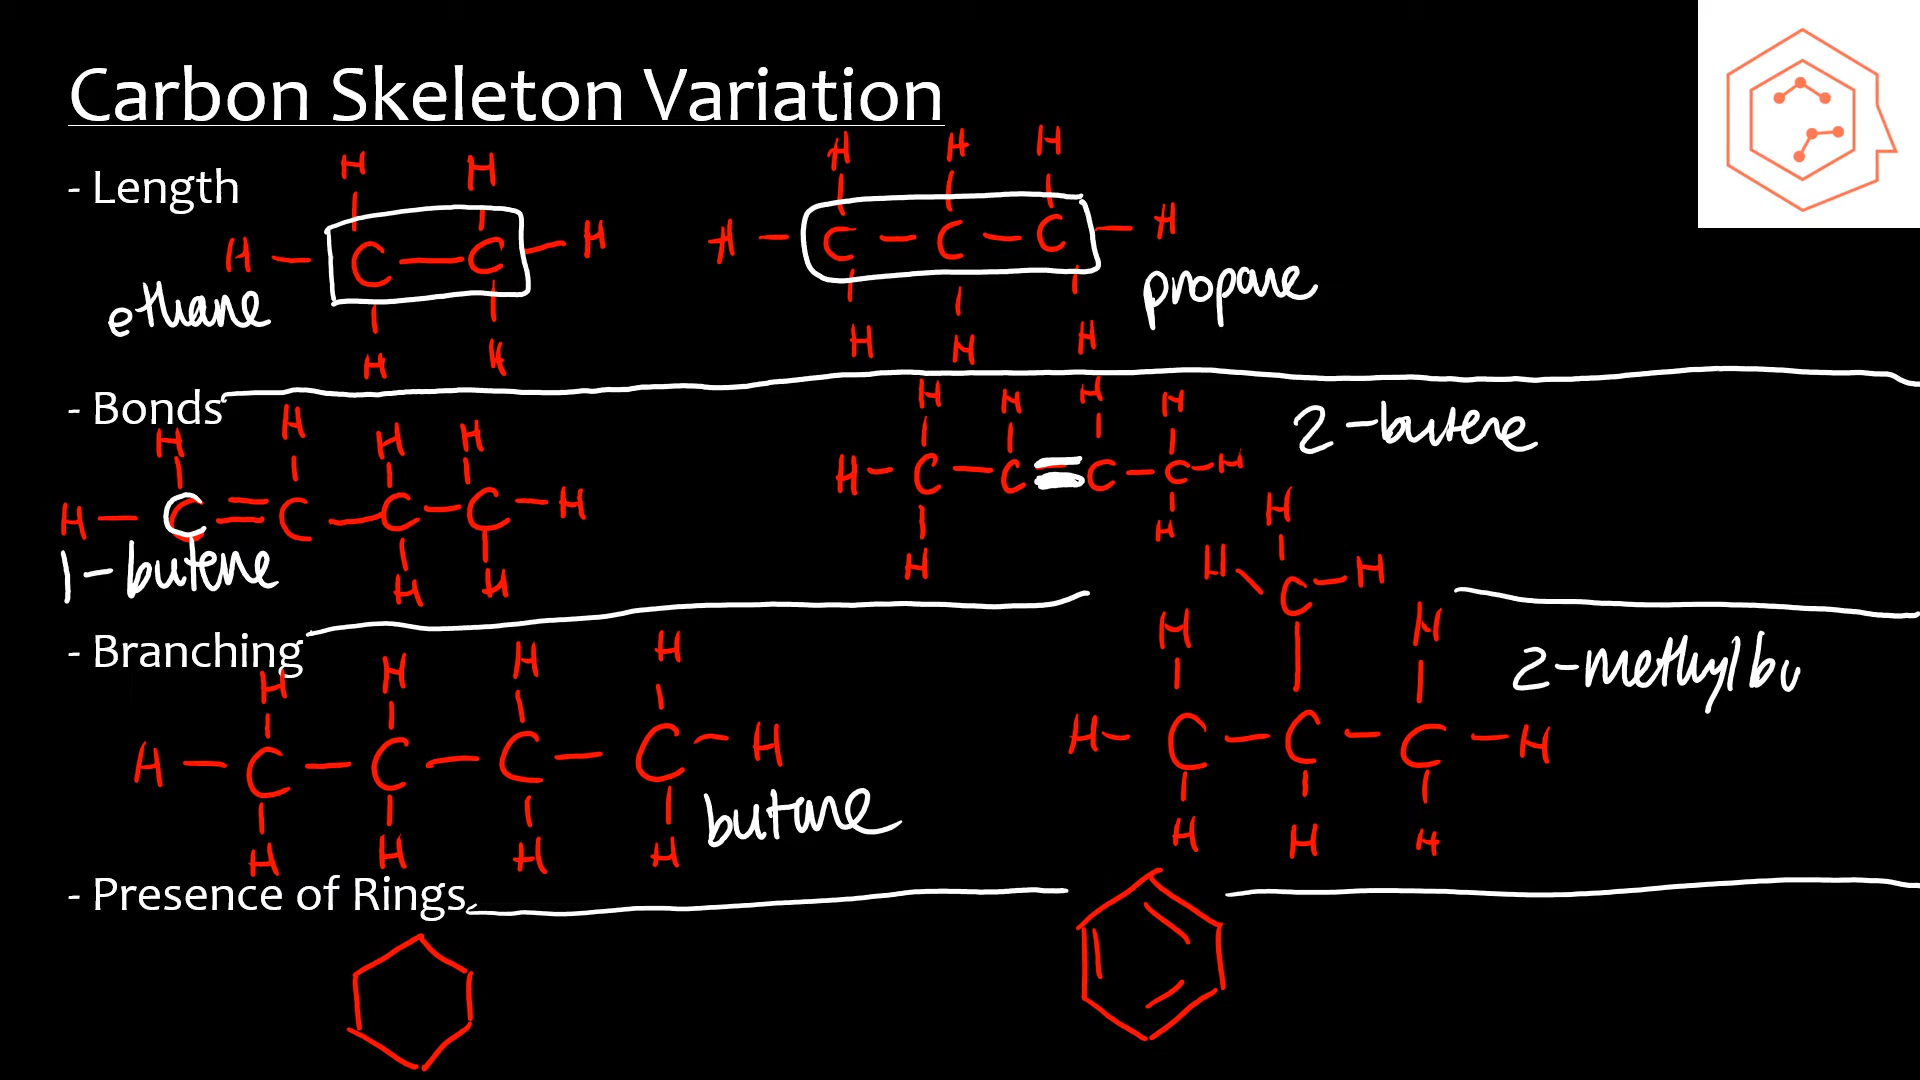 Carbon Skeleton Variation
H H H H H
- Length
H C C H H C C C H
ethane propane
H H H H H
- Bonds
H H H H H H H H
2-butene
H C C C C H H C C C C H
1-butene
H H H H
H
H C H
- Branching
H H H H H H
2-methylbu
H C C C C H H C C C H
butane
H H H H H H H
- Presence of Rings